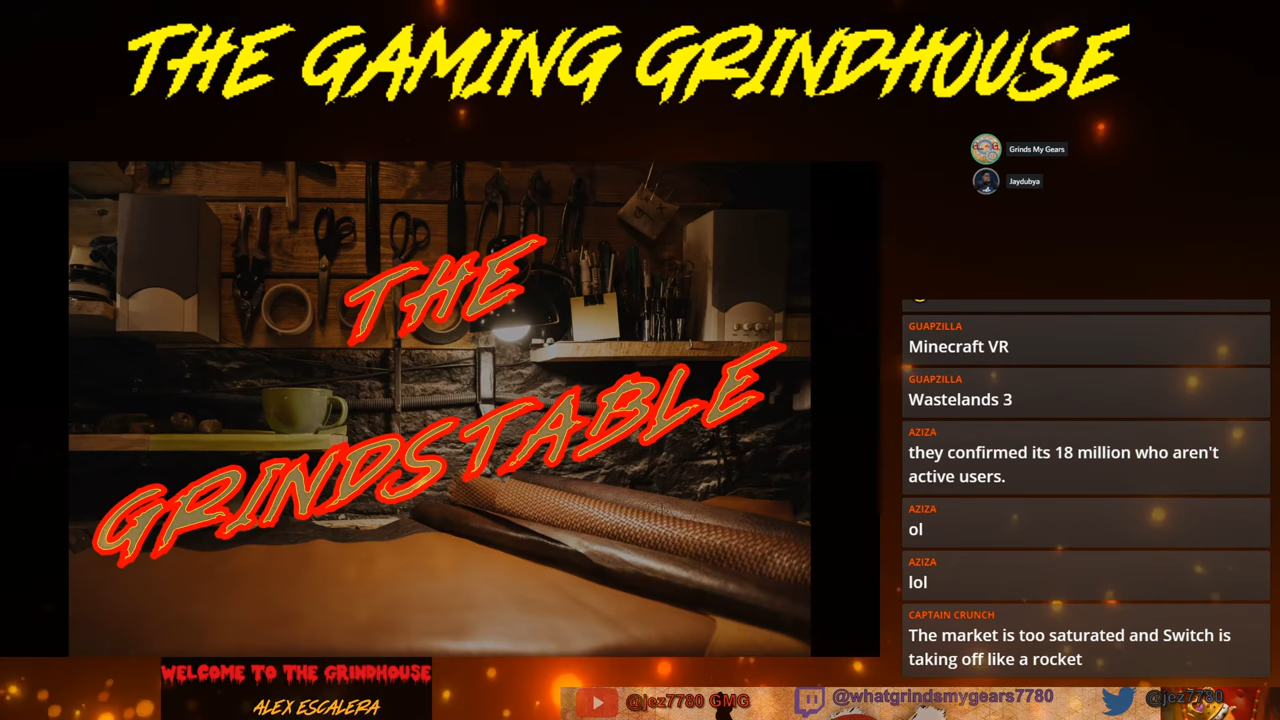 THE GAMING GRINDHOUSE
Grinds My Gears
Jaydubya
THE
GRINDSTABLE
GUAPZILLA
Minecraft VR
GUAPZILLA
Wastelands 3
AZIZA
they confirmed its 18 million who aren't
active users.
AZIZA
ol
AZIZA
lol
CAPTAIN CRUNCH
The market is too saturated and Switch is
taking off like a rocket
WELCOME TO THE GRINDHOUSE
ALEX ESCALERA
@jez7780 GMG
@whatgrindsmygears7780
@jez7780